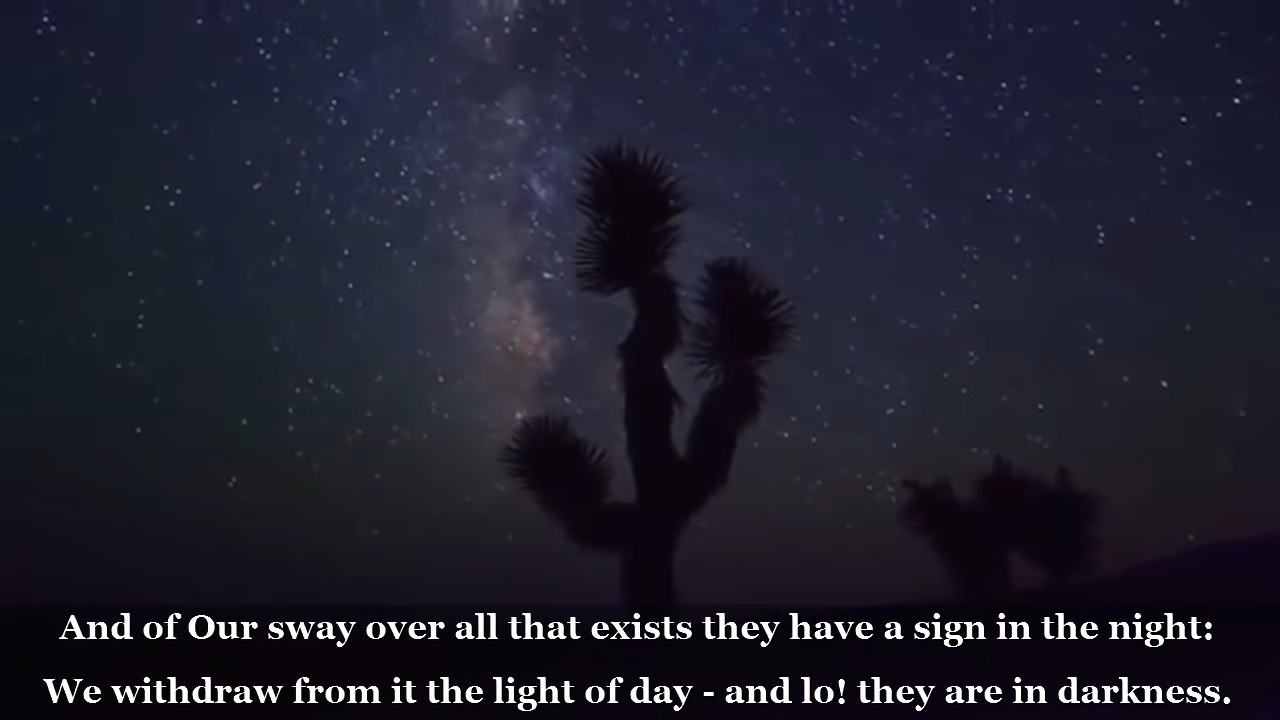 And of Our sway over all that exists they have a sign in the night:
We withdraw from it the light of day - and lo! they are in darkness.